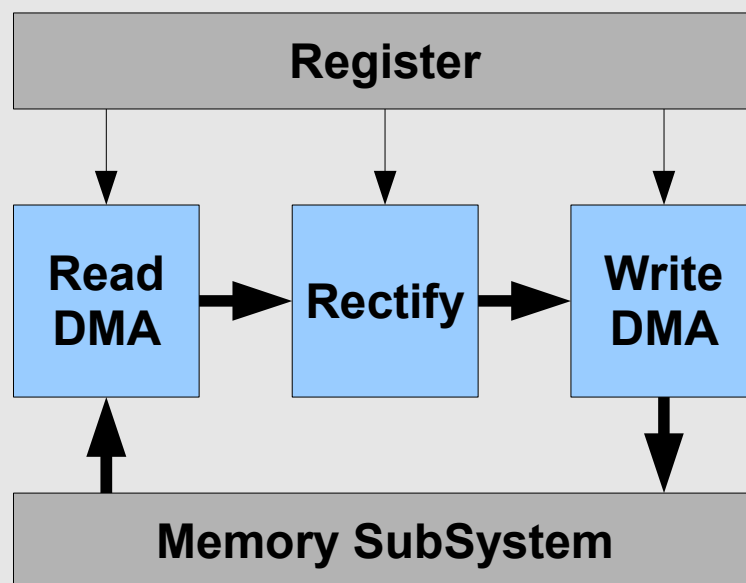 Register
Read
DMA
Rectify
Write
DMA
Memory SubSystem